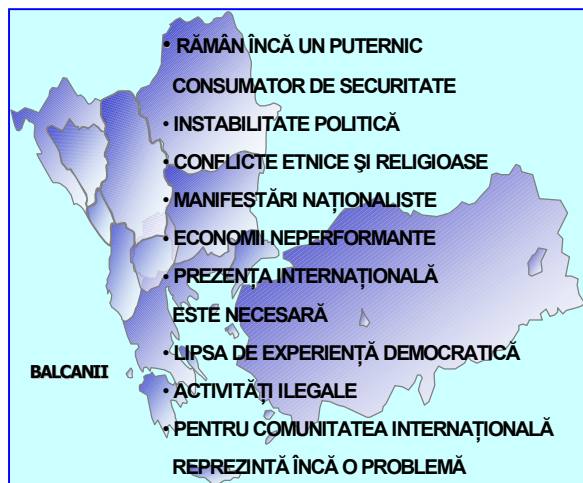 • RĂMÂN ÎNCĂ UN PUTERNIC
CONSUMATOR DE SECURITATE
• INSTABILITATE POLITICĂ
• CONFLICTE ETNICE ŞI RELIGIOASE
• MANIFESTĂRI NAŢIONALISTE
• ECONOMII NEPERFORMANTE
• PREZENŢA INTERNAŢIONALĂ
ESTE NECESARĂ
• LIPSA DE EXPERIENŢĂ DEMOCRATICĂ
BALCANII
• ACTIVITĂŢI ILEGALE
• PENTRU COMUNITATEA INTERNAŢIONALĂ
REPREZINTĂ ÎNCĂ O PROBLEMĂ